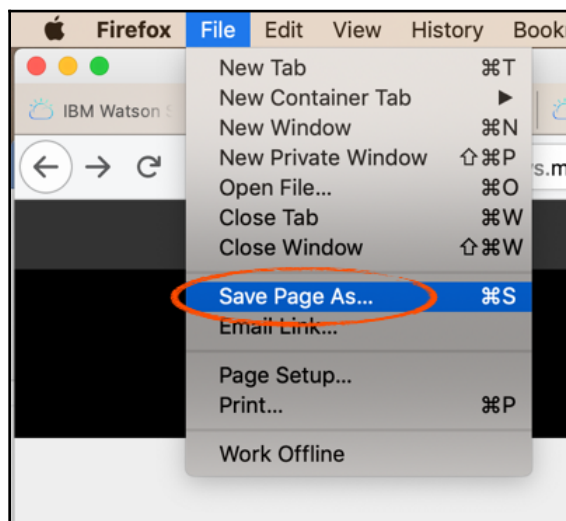 Firefox File Edit View History Book
New Tab ⌘T
IBM Watson New Container Tab ▶
New Window ⌘N
New Private Window ⇧⌘P
Open File... ⌘O
Close Tab ⌘W
Close Window ⇧⌘W
Save Page As... ⌘S
Email Link...
Page Setup...
Print... ⌘P
Work Offline